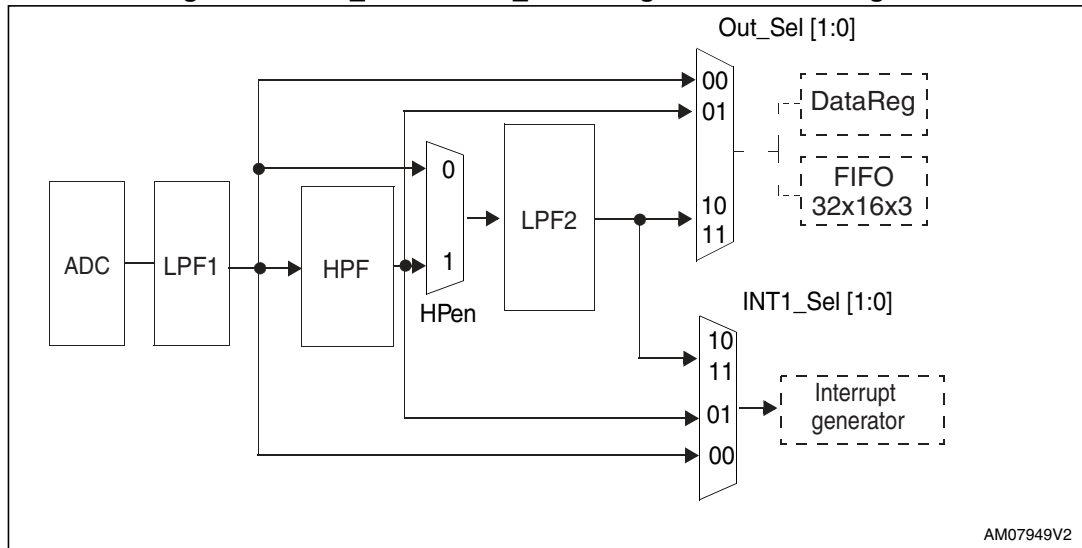 Out_Sel [1:0]
00
01
DataReg
0
FIFO
32x16x3
10
11
LPF2
ADC
LPF1
HPF
1
HPen
INT1_Sel [1:0]
10
11
01
00
Interrupt
generator
AM07949V2